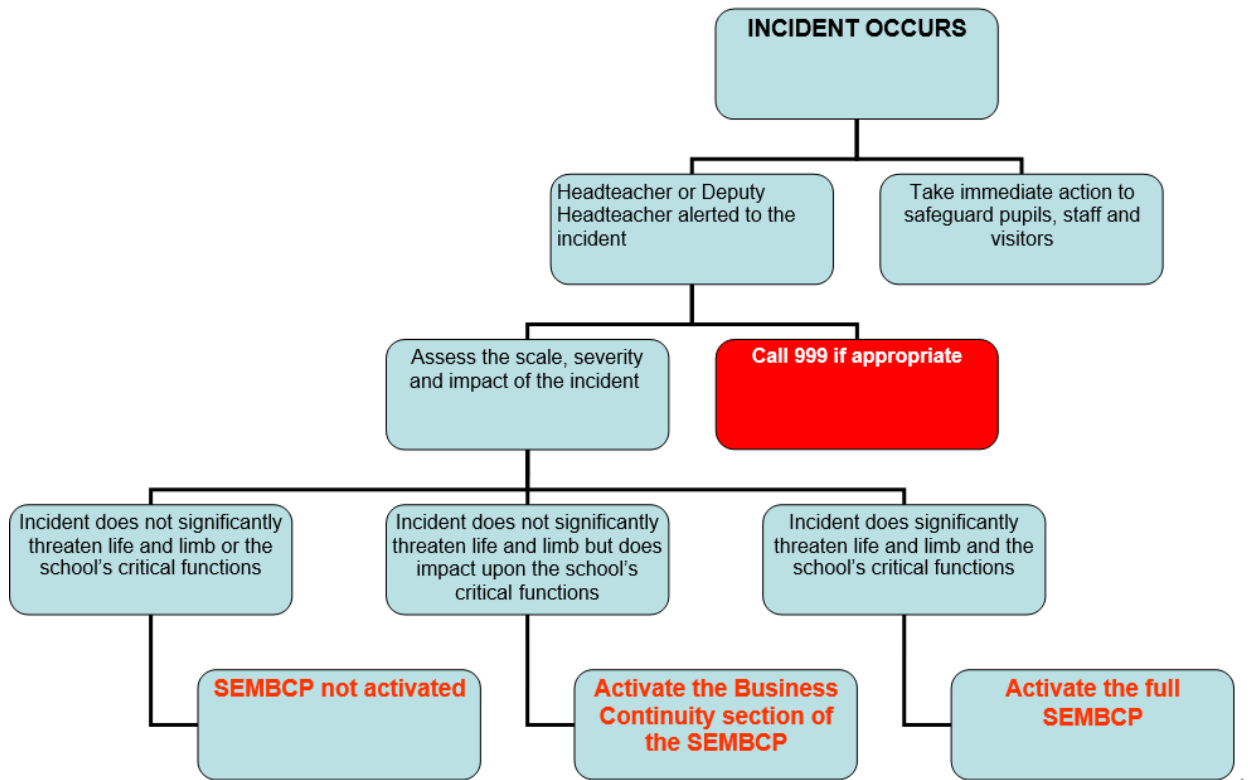 INCIDENT OCCURS
Headteacher or Deputy
Headteacher alerted to the
incident
Take immediate action to
safeguard pupils, staff and
visitors
Assess the scale, severity
and impact of the incident
Call 999 if appropriate
Incident does not significantly
threaten life and limb or the
school’s critical functions
Incident does not significantly
threaten life and limb but does
impact upon the school’s
critical functions
Incident does significantly
threaten life and limb and the
school’s critical functions
SEMBCP not activated
Activate the Business
Continuity section of
the SEMBCP
Activate the full
SEMBCP